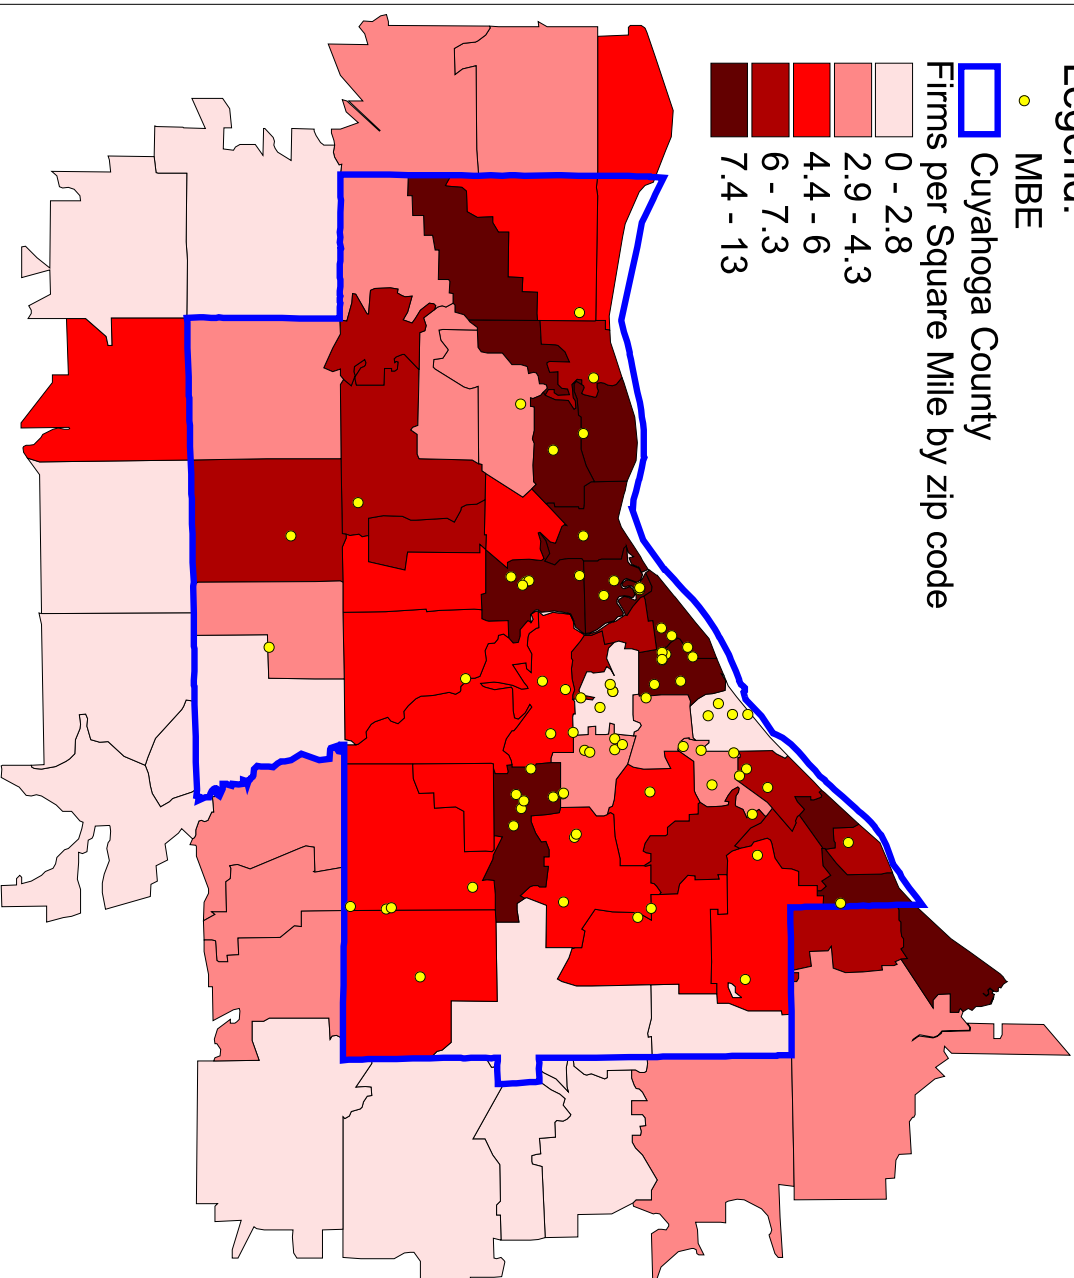 Legend:
MBE
Cuyahoga County
Firms per Square Mile by zip code
0 - 2.8
2.9 - 4.3
4.4 - 6
6 - 7.3
7.4 - 13